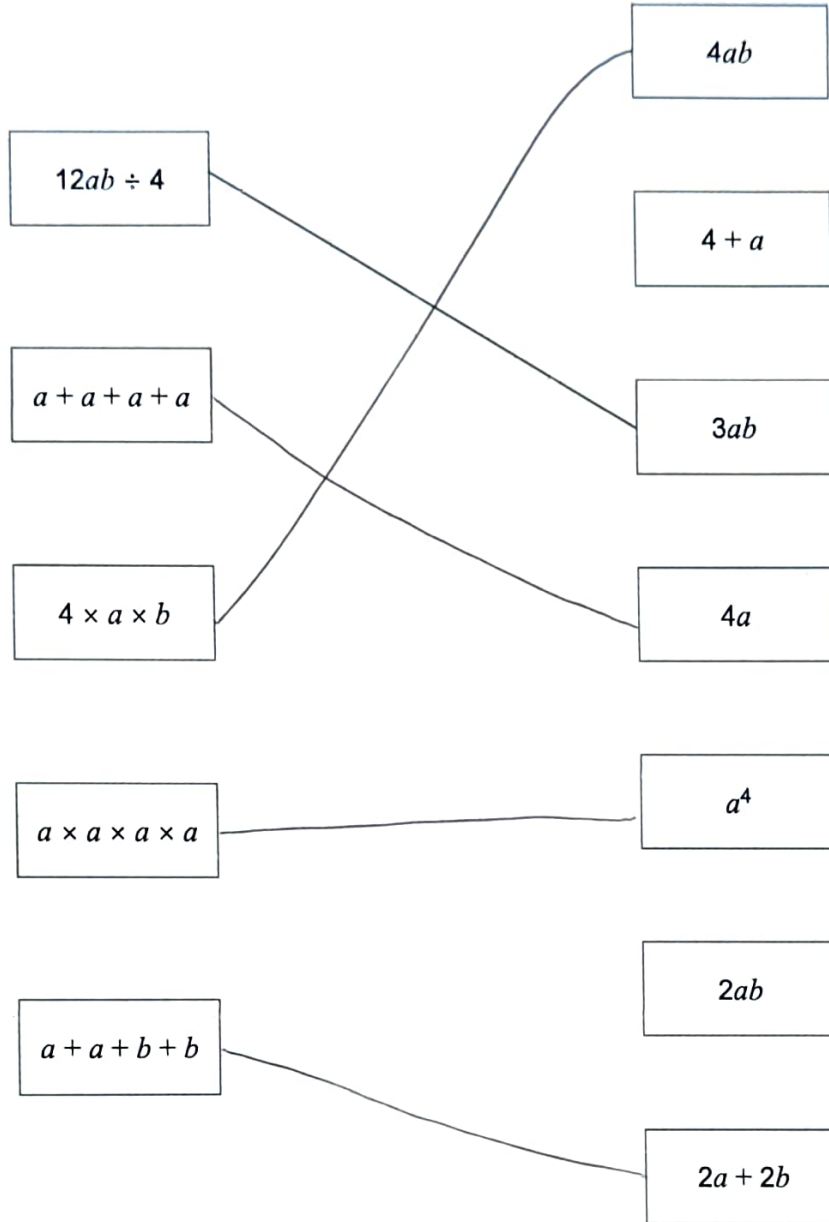 4ab
12ab ÷ 4
4 + a
a + a + a + a
3ab
4 × a × b
4a
a × a × a × a
a⁴
2ab
a + a + b + b
2a + 2b